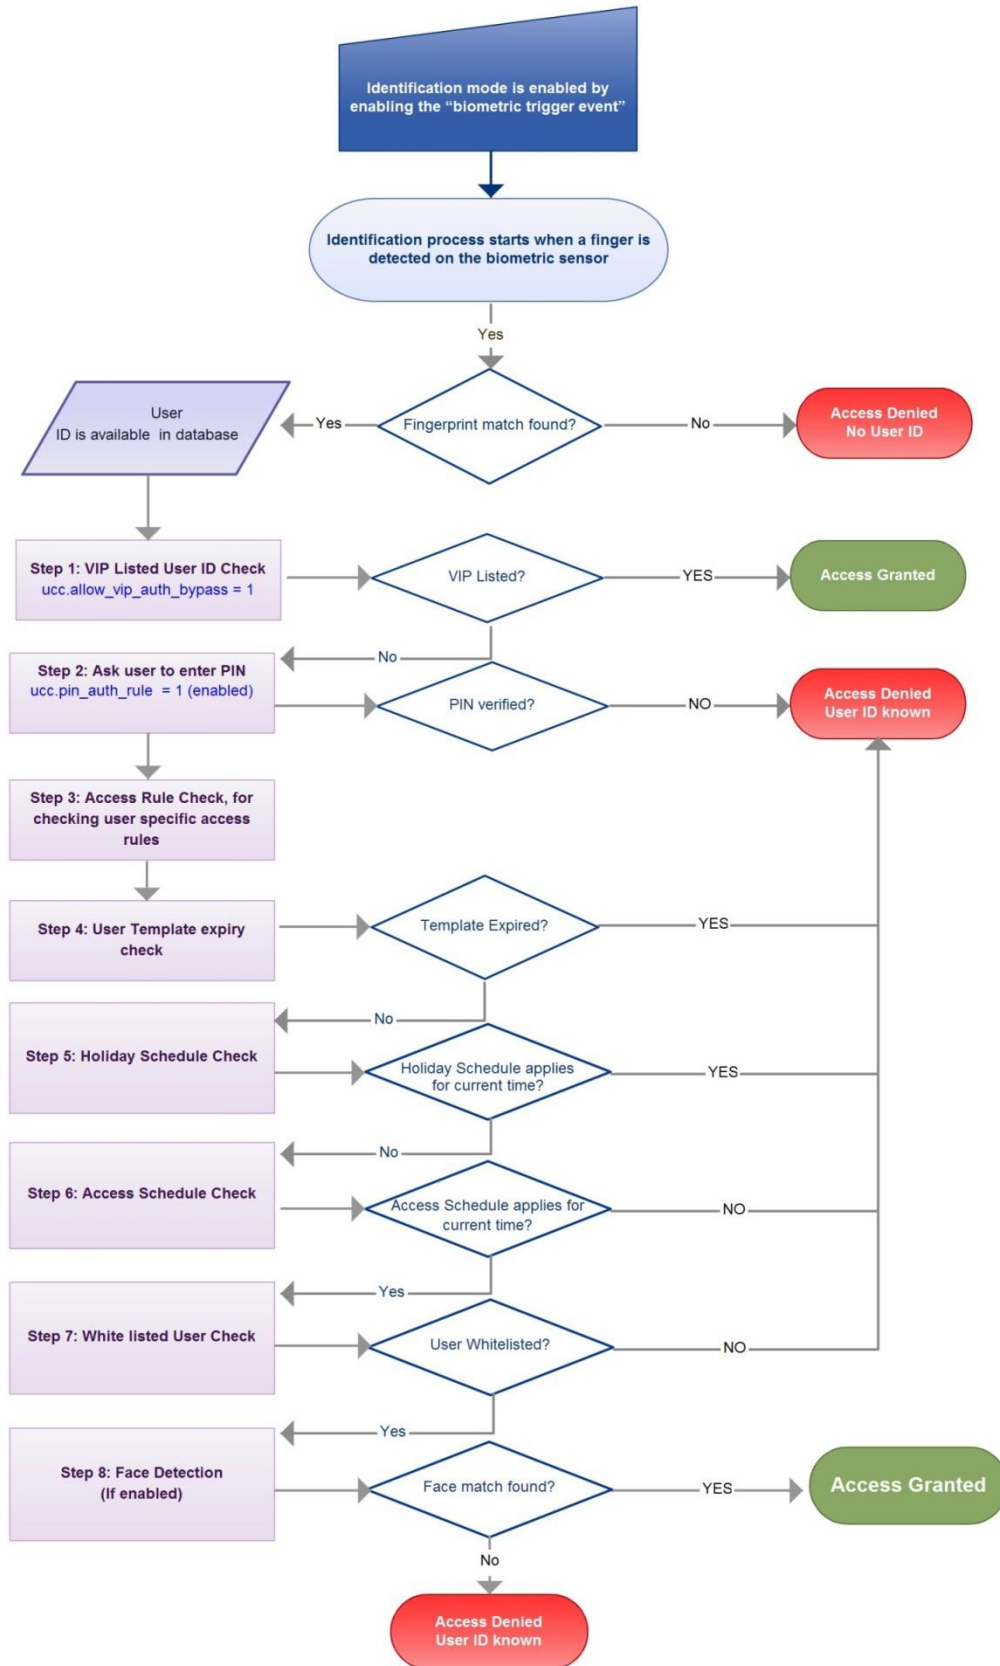 Identification mode is enabled by
enabling the “biometric trigger event”
Identification process starts when a finger is
detected on the biometric sensor
Yes
User
ID is available in database
Yes
Fingerprint match found?
No
Access Denied
No User ID
Step 1: VIP Listed User ID Check
ucc.allow_vip_auth_bypass = 1
VIP Listed?
YES
Access Granted
No
Step 2: Ask user to enter PIN
ucc.pin_auth_rule = 1 (enabled)
PIN verified?
NO
Access Denied
User ID known
Step 3: Access Rule Check, for
checking user specific access
rules
Step 4: User Template expiry
check
Template Expired?
YES
No
Step 5: Holiday Schedule Check
Holiday Schedule applies
for current time?
YES
No
Step 6: Access Schedule Check
Access Schedule applies for
current time?
NO
Yes
Step 7: White listed User Check
User Whitelisted?
NO
Yes
Step 8: Face Detection
(If enabled)
Face match found?
YES
Access Granted
No
Access Denied
User ID known